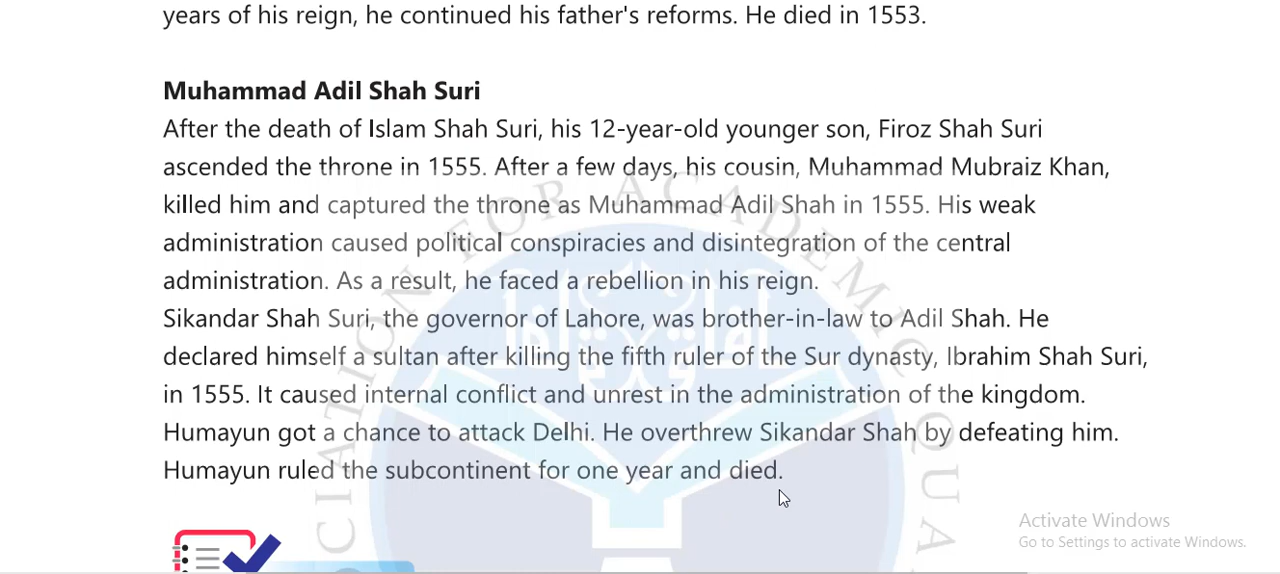 years of his reign, he continued his father's reforms. He died in 1553.
Muhammad Adil Shah Suri
After the death of Islam Shah Suri, his 12-year-old younger son, Firoz Shah Suri
ascended the throne in 1555. After a few days, his cousin, Muhammad Mubraiz Khan,
killed him and captured the throne as Muhammad Adil Shah in 1555. His weak
administration caused political conspiracies and disintegration of the central
administration. As a result, he faced a rebellion in his reign.
Sikandar Shah Suri, the governor of Lahore, was brother-in-law to Adil Shah. He
declared himself a sultan after killing the fifth ruler of the Sur dynasty, Ibrahim Shah Suri,
in 1555. It caused internal conflict and unrest in the administration of the kingdom.
Humayun got a chance to attack Delhi. He overthrew Sikandar Shah by defeating him.
Humayun ruled the subcontinent for one year and died.
CIATION FOR ACADEMIC QUA
Activate Windows
Go to Settings to activate Windows.